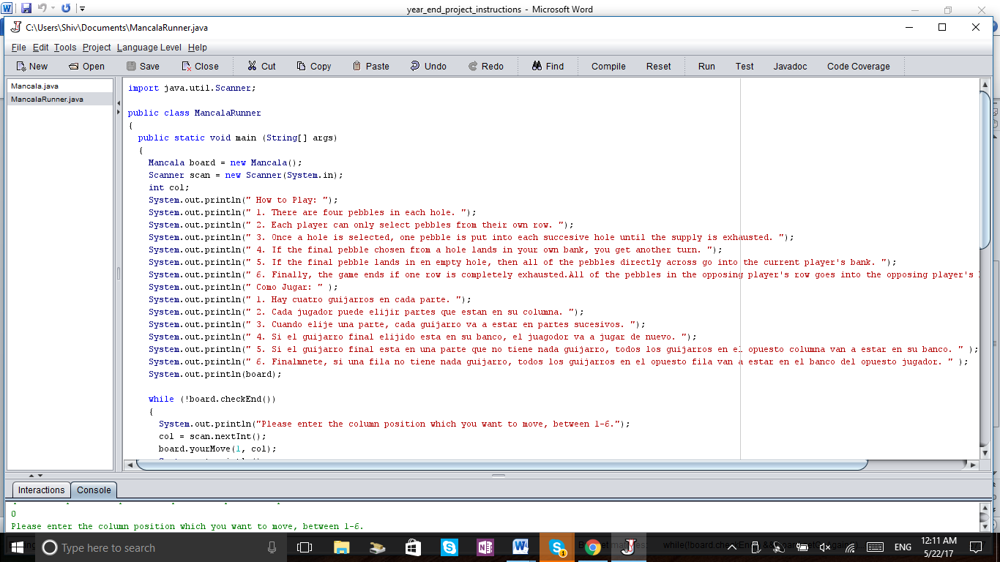 year_end_project_instructions - Microsoft Word
C:\Users\Shiv\Documents\MancalaRunner.java
File Edit Tools Project Language Level Help
New Open Save Close Cut Copy Paste Undo Redo Find Compile Reset Run Test Javadoc Code Coverage
Mancala.java
MancalaRunner.java
import java.util.Scanner;
public class MancalaRunner
{
public static void main (String[] args)
{
Mancala board = new Mancala();
Scanner scan = new Scanner(System.in);
int col;
System.out.println(" How to Play: ");
System.out.println(" 1. There are four pebbles in each hole. ");
System.out.println(" 2. Each player can only select pebbles from their own row. ");
System.out.println(" 3. Once a hole is selected, one pebble is put into each succesive hole until the supply is exhausted. ");
System.out.println(" 4. If the final pebble chosen from a hole lands in your own bank, you get another turn. ");
System.out.println(" 5. If the final pebble lands in en empty hole, then all of the pebbles directly across go into the current player's bank. ");
System.out.println(" 6. Finally, the game ends if one row is completely exhausted.All of the pebbles in the opposing player's row goes into the opposing player's
System.out.println(" Como Jugar: " );
System.out.println(" 1. Hay cuatro guijarros en cada parte. ");
System.out.println(" 2. Cada jugador puede elijir partes que estan en su columna. ");
System.out.println(" 3. Cuando elije una parte, cada guijarro va a estar en partes sucesivos. ");
System.out.println(" 4. Si el guijarro final elijido esta en su banco, el juagodor va a jugar de nuevo. ");
System.out.println(" 5. Si el guijarro final esta en una parte que no tiene nada guijarro, todos los guijarros en el opuesto columna van a estar en su banco. " );
System.out.println(" 6. Finalmnete, si una fila no tiene nada guijarro, todos los guijarros en el opuesto fila van a estar en el banco del opuesto jugador. " );
System.out.println(board);
while (!board.checkEnd())
{
System.out.println("Please enter the column position which you want to move, between 1-6.");
col = scan.nextInt();
board.yourMove(1, col);
Interactions Console
0
Please enter the column position which you want to move, between 1-6.
Type here to search
ENG
12:11 AM
5/22/17